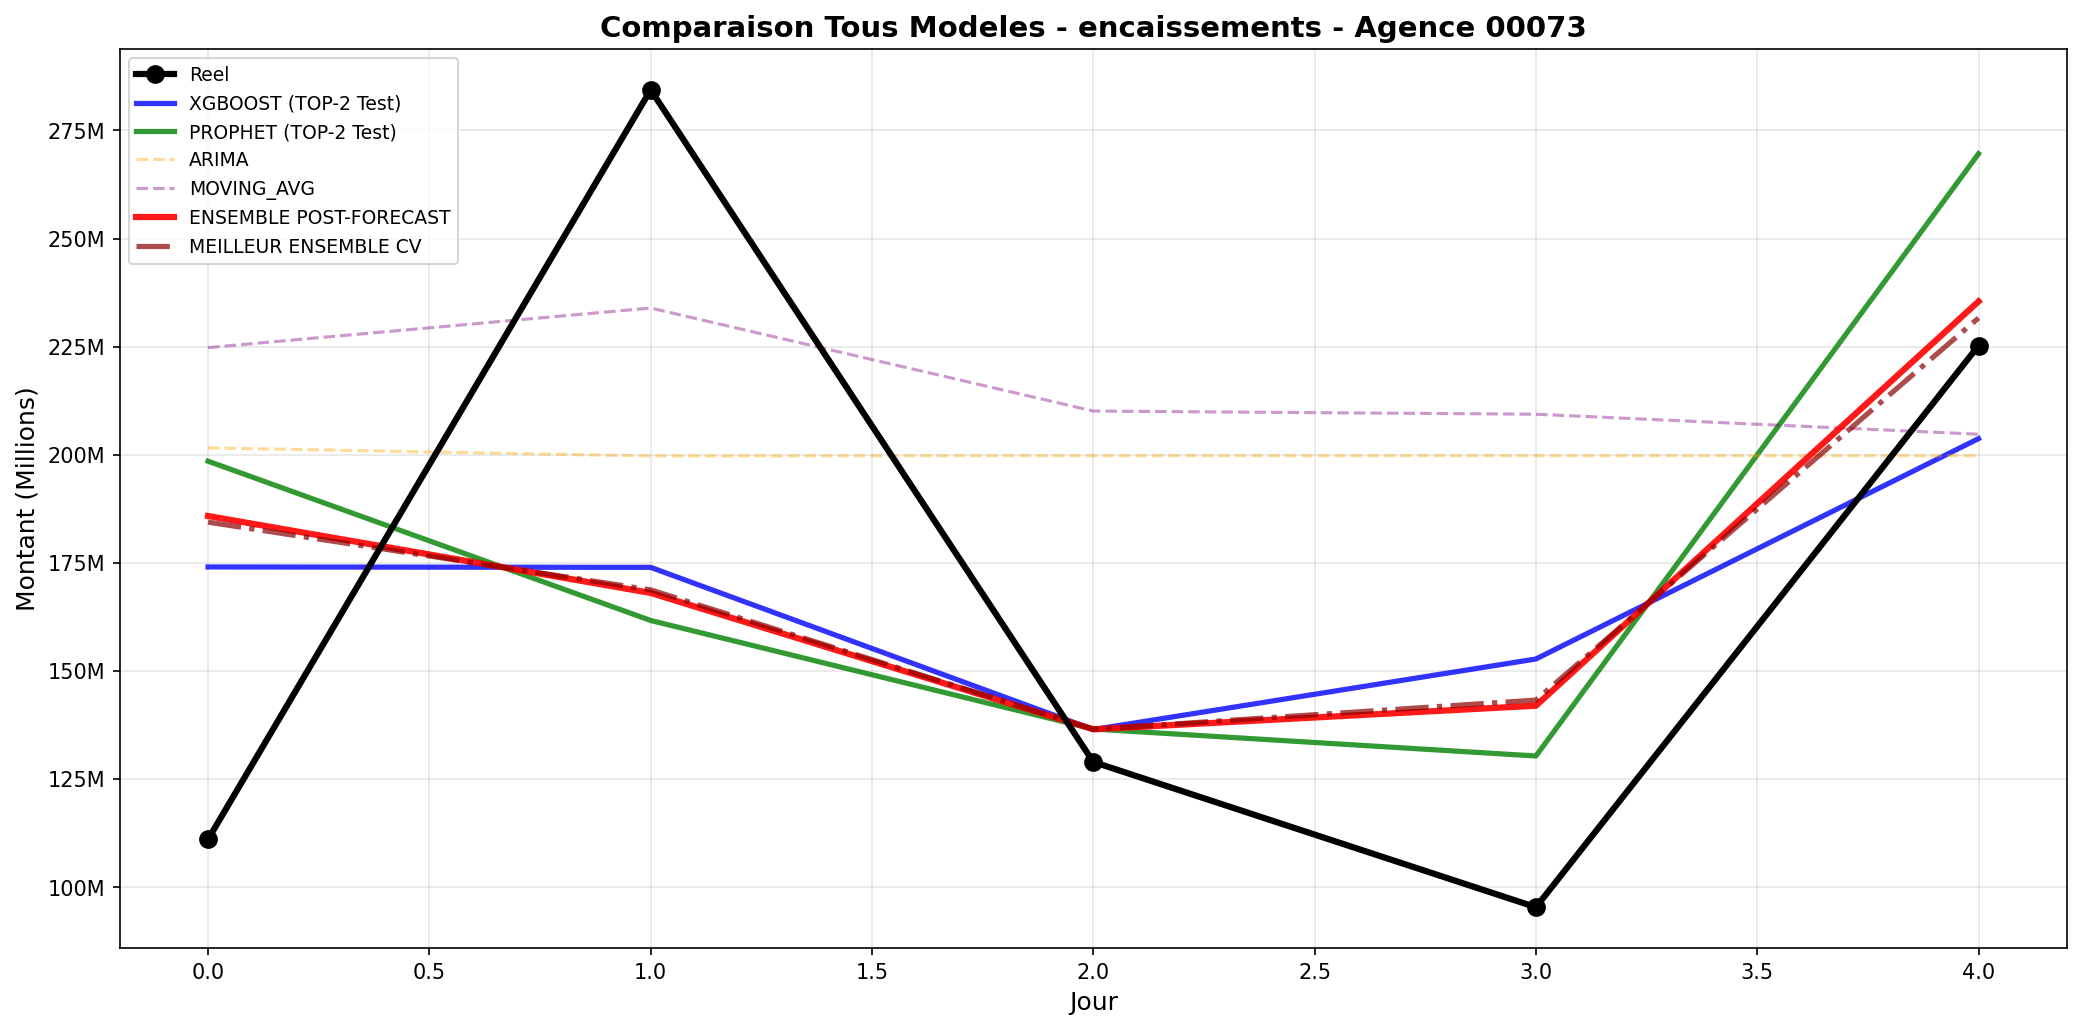 Comparaison Tous Modeles - encaissements - Agence 00073
Reel
XGBOOST (TOP-2 Test)
PROPHET (TOP-2 Test)
ARIMA
MOVING_AVG
ENSEMBLE POST-FORECAST
MEILLEUR ENSEMBLE CV
Montant (Millions)
275M
250M
225M
200M
175M
150M
125M
100M
0.0 0.5 1.0 1.5 2.0 2.5 3.0 3.5 4.0
Jour